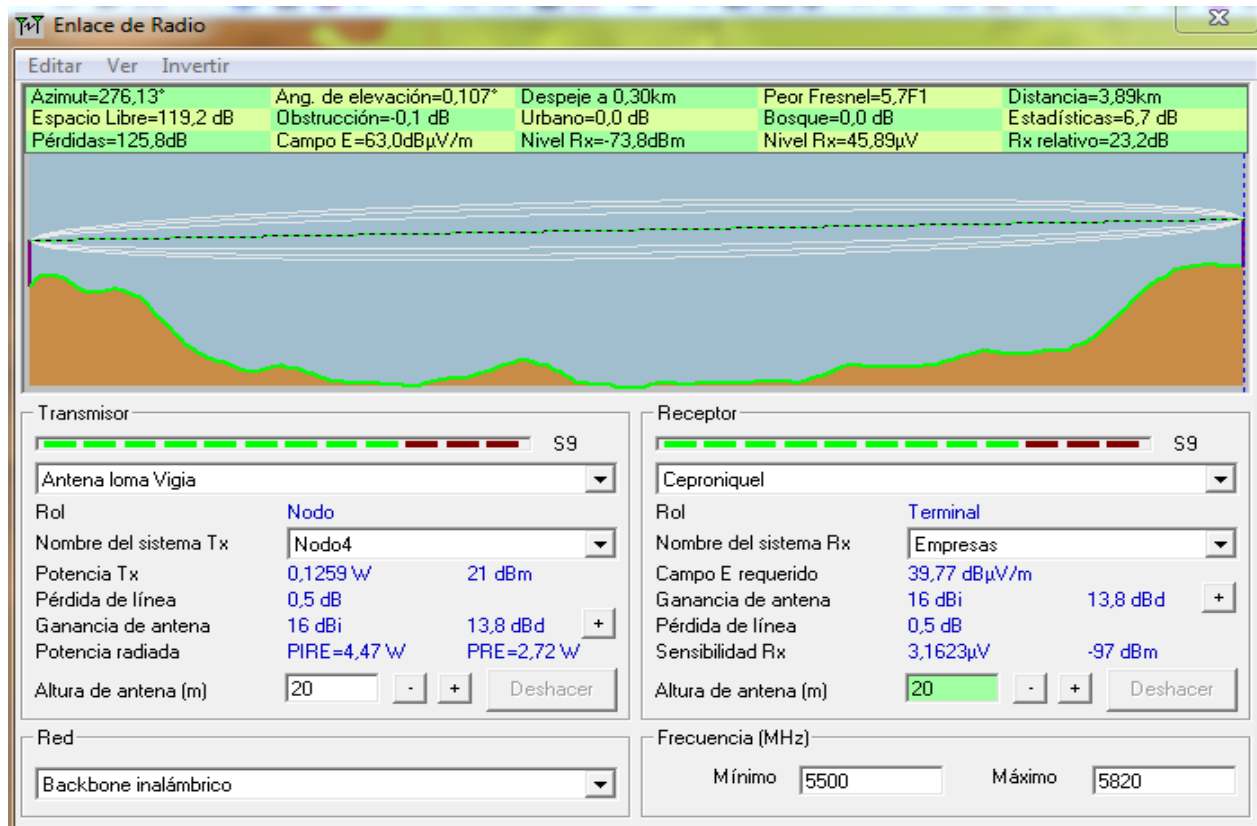 Enlace de Radio
Editar Ver Invertir
Azimut=276,13° Ang. de elevación=0,107° Despeje a 0,30km Peor Fresnel=5,7F1 Distancia=3,89km
Espacio Libre=119,2 dB Obstrucción=-0,1 dB Urbano=0,0 dB Bosque=0,0 dB Estadísticas=6,7 dB
Pérdidas=125,8dB Campo E=63,0dBµV/m Nivel Rx=-73,8dBm Nivel Rx=45,89µV Rx relativo=23,2dB
Transmisor
S9
Antena loma Vigia
Rol Nodo
Nombre del sistema Tx Nodo4
Potencia Tx 0,1259 W 21 dBm
Pérdida de línea 0,5 dB
Ganancia de antena 16 dBi 13,8 dBd +
Potencia radiada PIRE=4,47 W PRE=2,72 W
Altura de antena (m) 20 - + Deshacer
Receptor
S9
Ceproniquel
Rol Terminal
Nombre del sistema Rx Empresas
Campo E requerido 39,77 dBµV/m
Ganancia de antena 16 dBi 13,8 dBd +
Pérdida de línea 0,5 dB
Sensibilidad Rx 3,1623µV -97 dBm
Altura de antena (m) 20 - + Deshacer
Red
Backbone inalámbrico
Frecuencia (MHz)
Mínimo 5500 Máximo 5820